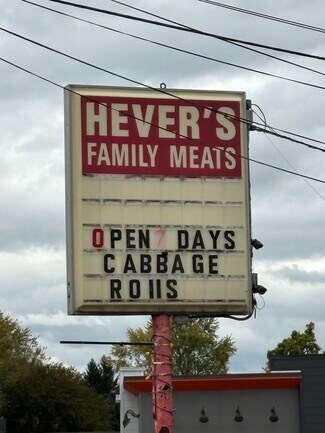 HEVER'S
FAMILY MEATS
OPEN 7 DAYS
CABBAGE
ROIIS